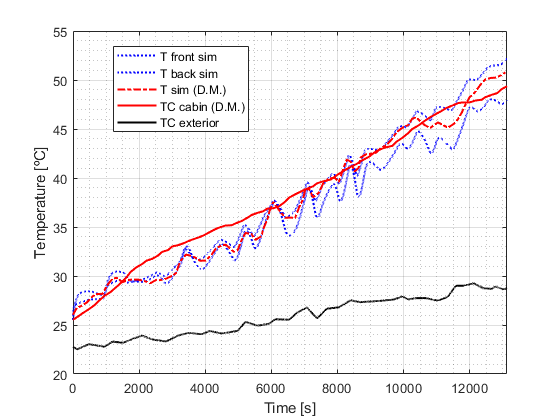 55
50
45
40
35
30
25
20
Temperature [ºC]
T front sim
T back sim
T sim (D.M.)
TC cabin (D.M.)
TC exterior
0
2000
4000
6000
8000
10000
12000
Time [s]